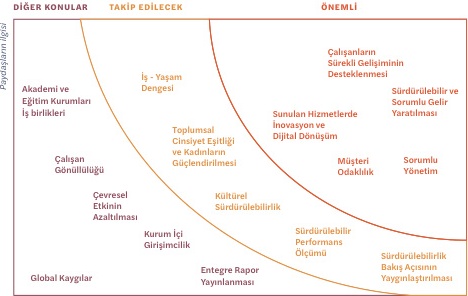 DİĞER KONULAR
TAKİP EDİLECEK
ÖNEMLİ
Paydaşların ilgisi
Çalışanların
Sürekli Gelişiminin
Desteklenmesi
İş - Yaşam
Dengesi
Akademi ve
Eğitim Kurumları
İş birlikleri
Sürdürülebilir ve
Sorumlu Gelir
Yaratılması
Sunulan Hizmetlerde
İnovasyon ve
Dijital Dönüşüm
Toplumsal
Cinsiyet Eşitliği
ve Kadınların
Güçlendirilmesi
Çalışan
Gönüllülüğü
Müşteri
Odaklılık
Sorumlu
Yönetim
Çevresel
Etkinin
Azaltılması
Kültürel
Sürdürülebilirlik
Kurum İçi
Girişimcilik
Sürdürülebilir
Performans
Ölçümü
Sürdürülebilirlik
Bakış Açısının
Yaygınlaştırılması
Global Kaygılar
Entegre Rapor
Yayınlanması